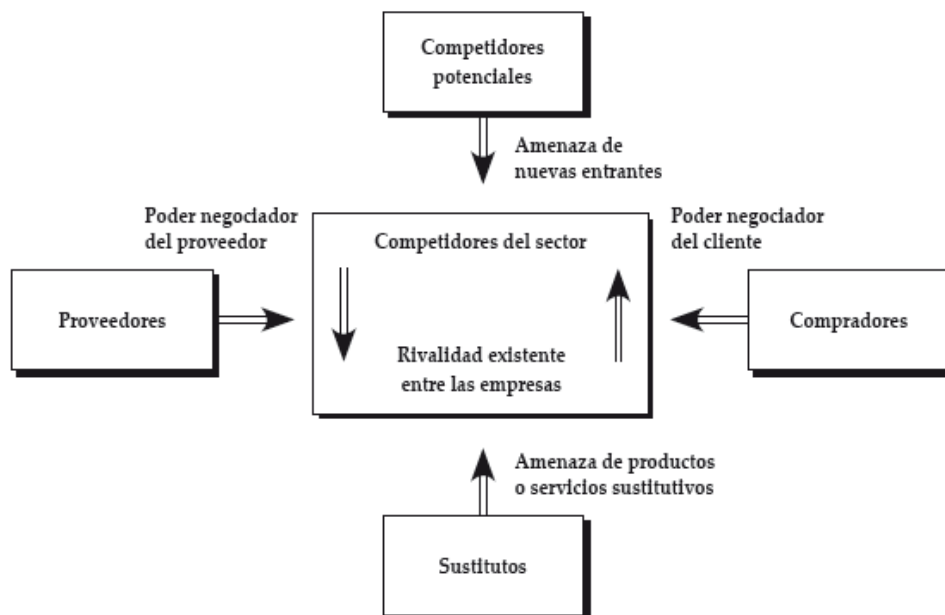 Competidores
potenciales
Amenaza de
nuevas entrantes
Poder negociador
del proveedor
Competidores del sector
Poder negociador
del cliente
Proveedores
Compradores
Rivalidad existente
entre las empresas
Amenaza de productos
o servicios sustitutivos
Sustitutos